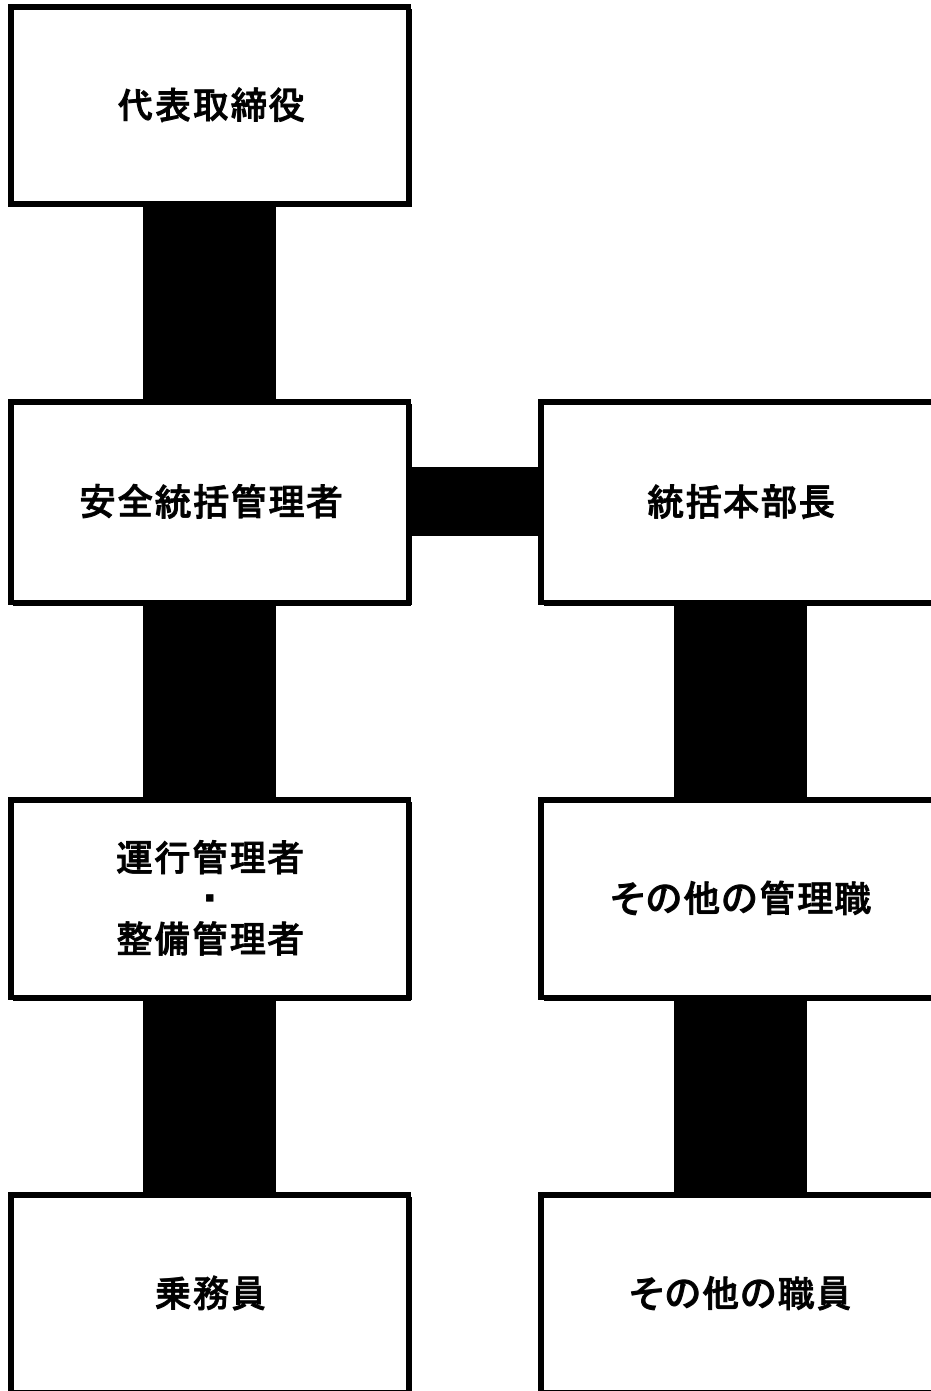 代表取締役
安全統括管理者
統括本部長
運行管理者
・
整備管理者
その他の管理職
乗務員
その他の職員